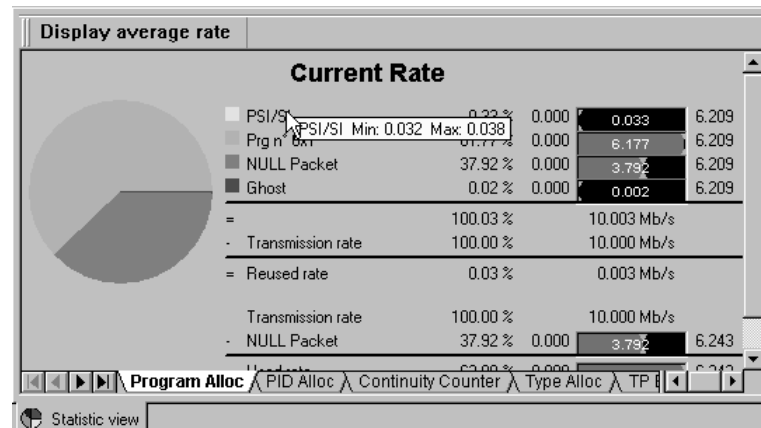 Display average rate
Current Rate
PSI/SI 0.33 % 0.000 0.033 6.209
PSI/SI Min: 0.032 Max: 0.038
Prg n° 0x1 61.77 % 0.000 6.177 6.209
NULL Packet 37.92 % 0.000 3.792 6.209
Ghost 0.02 % 0.000 0.002 6.209
= 100.03 % 10.003 Mb/s
- Transmission rate 100.00 % 10.000 Mb/s
= Reused rate 0.03 % 0.003 Mb/s
Transmission rate 100.00 % 10.000 Mb/s
- NULL Packet 37.92 % 0.000 3.792 6.243
Program Alloc PID Alloc Continuity Counter Type Alloc TP
Statistic view